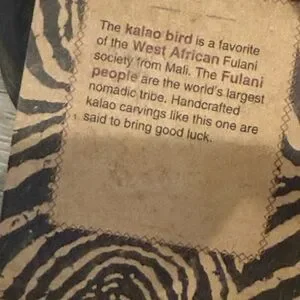 The kalao bird is a favorite
of the West African Fulani
society from Mali. The Fulani
people are the world's largest
nomadic tribe. Handcrafted
kalao carvings like this one are
said to bring good luck.